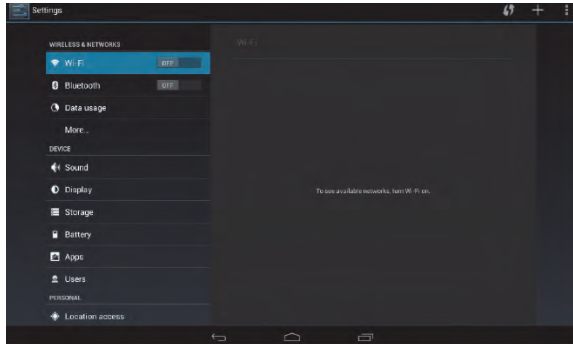 Settings
WIRELESS & NETWORKS
Wi-Fi
Wi-Fi OFF
Bluetooth OFF
Data usage
More...
DEVICE
Sound
Display
To see available networks, turn Wi-Fi on.
Storage
Battery
Apps
Users
PERSONAL
Location access